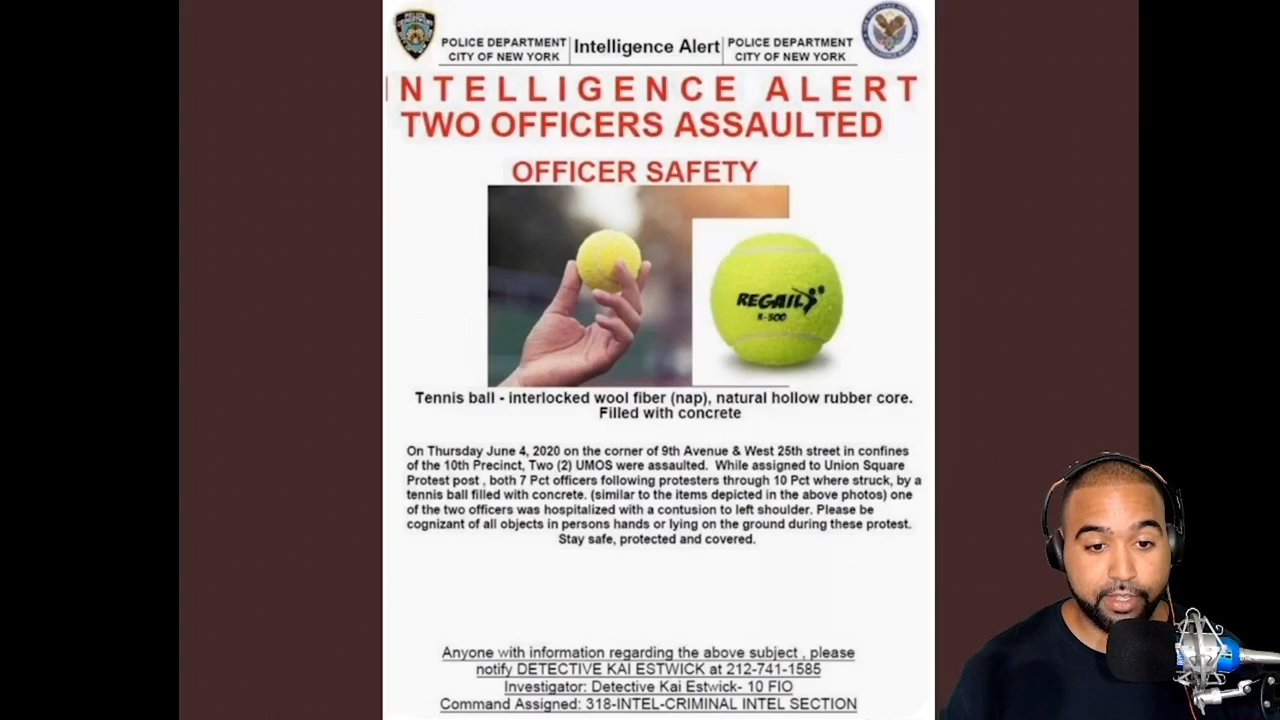 POLICE DEPARTMENT
CITY OF NEW YORK
Intelligence Alert
POLICE DEPARTMENT
CITY OF NEW YORK
INTELLIGENCE ALERT
TWO OFFICERS ASSAULTED
OFFICER SAFETY
REGAIL
K-500
Tennis ball - interlocked wool fiber (nap), natural hollow rubber core.
Filled with concrete
On Thursday June 4, 2020 on the corner of 9th Avenue & West 25th street in confines
of the 10th Precinct, Two (2) UMOS were assaulted. While assigned to Union Square
Protest post , both 7 Pct officers following protesters through 10 Pct where struck, by a
tennis ball filled with concrete. (similar to the items depicted in the above photos) one
of the two officers was hospitalized with a contusion to left shoulder. Please be
cognizant of all objects in persons hands or lying on the ground during these protest.
Stay safe, protected and covered.
Anyone with information regarding the above subject , please
notify DETECTIVE KAI ESTWICK at 212-741-1585
Investigator: Detective Kai Estwick- 10 FIO
Command Assigned: 318-INTEL-CRIMINAL INTEL SECTION